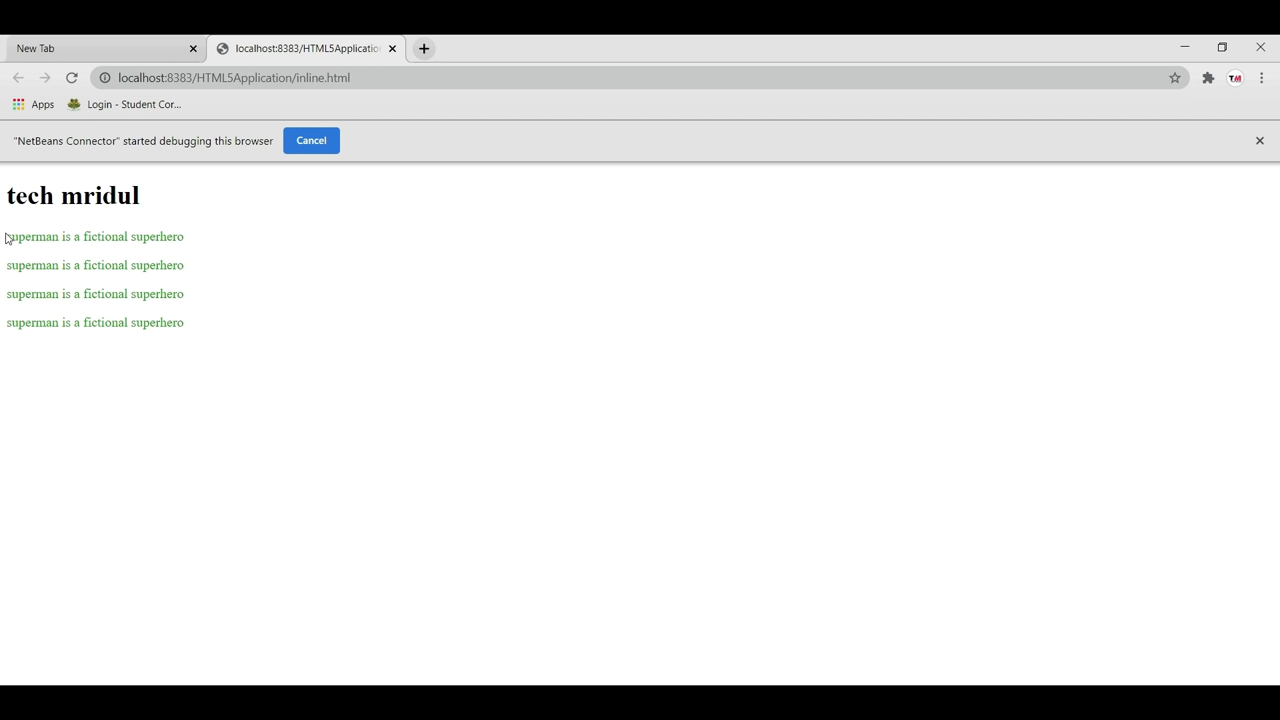 New Tab
localhost:8383/HTML5Applicatio
localhost:8383/HTML5Application/inline.html
TM
Apps
Login - Student Cor...
"NetBeans Connector" started debugging this browser
Cancel
tech mridul
superman is a fictional superhero
superman is a fictional superhero
superman is a fictional superhero
superman is a fictional superhero